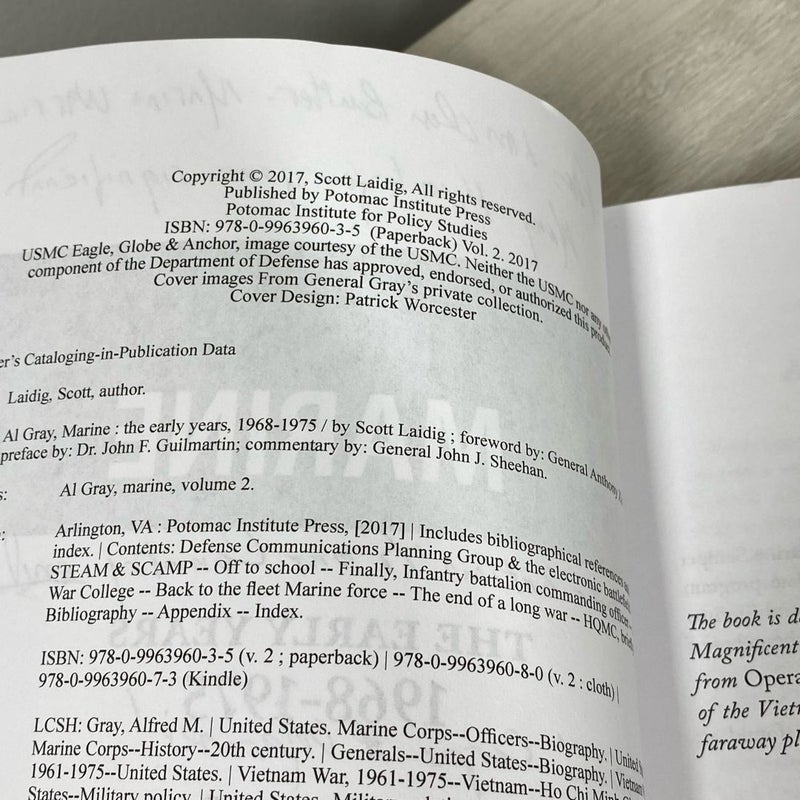 Copyright © 2017, Scott Laidig, All rights reserved.
Published by Potomac Institute Press
Potomac Institute for Policy Studies
ISBN: 978-0-9963960-3-5 (Paperback) Vol. 2. 2017
USMC Eagle, Globe & Anchor, image courtesy of the USMC. Neither the USMC nor any
component of the Department of Defense has approved, endorsed, or authorized this
Cover images From General Gray's private collection.
Cover Design: Patrick Worcester
er's Cataloging-in-Publication Data
Laidig, Scott, author.
Al Gray, Marine : the early years, 1968-1975 / by Scott Laidig ; foreword by: General Anthony
preface by: Dr. John F. Guilmartin; commentary by: General John J. Sheehan.
s:
Al Gray, marine, volume 2.
Arlington, VA : Potomac Institute Press, [2017] | Includes bibliographical references
index. | Contents: Defense Communications Planning Group & the electronic
STEAM & SCAMP -- Off to school -- Finally, Infantry battalion commanding
War College -- Back to the fleet Marine force -- The end of a long war -- HQMC,
Bibliography -- Appendix -- Index.
ISBN: 978-0-9963960-3-5 (v. 2 ; paperback) | 978-0-9963960-8-0 (v. 2 : cloth) |
978-0-9963960-7-3 (Kindle)
LCSH: Gray, Alfred M. | United States. Marine Corps--Officers--Biography. |
Marine Corps--History--20th century. | Generals--United States--Biography. |
1961-1975--United States. | Vietnam War, 1961-1975--Vietnam--Ho Chi
States--Military policy. | United States.
The book is
Magnificent
from Opera
of the Viet
faraway pl
MARINE
THE EARLY YEARS
1968-1975